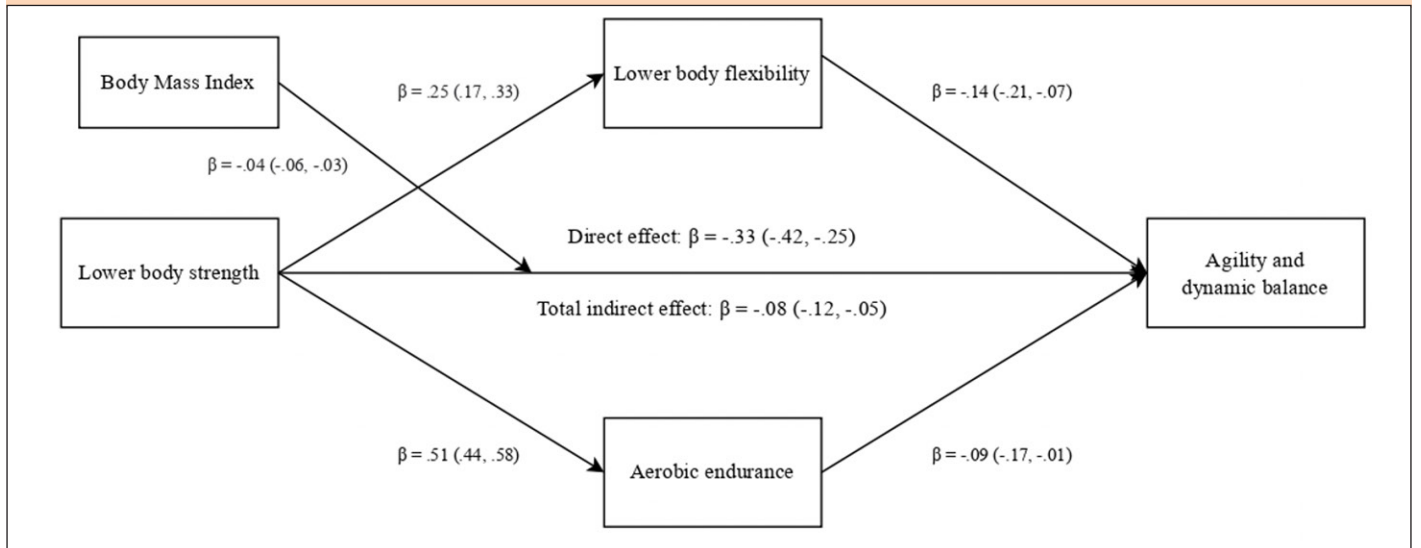 Body Mass Index
Lower body flexibility
β = .25 (.17, .33)
β = -.14 (-.21, -.07)
β = -.04 (-.06, -.03)
Lower body strength
Direct effect: β = -.33 (-.42, -.25)
Total indirect effect: β = -.08 (-.12, -.05)
Agility and
dynamic balance
β = .51 (.44, .58)
Aerobic endurance
β = -.09 (-.17, -.01)